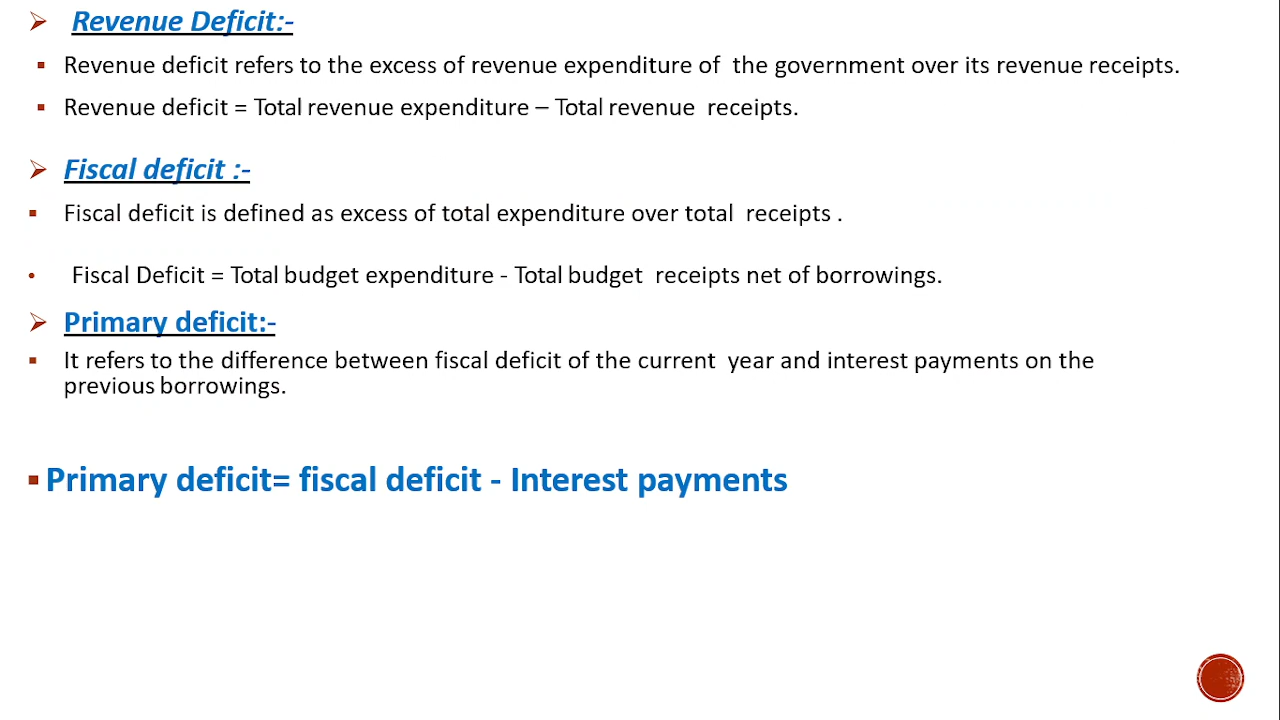 Revenue Deficit:-
Revenue deficit refers to the excess of revenue expenditure of the government over its revenue receipts.
Revenue deficit = Total revenue expenditure – Total revenue receipts.
Fiscal deficit :-
Fiscal deficit is defined as excess of total expenditure over total receipts .
Fiscal Deficit = Total budget expenditure - Total budget receipts net of borrowings.
Primary deficit:-
It refers to the difference between fiscal deficit of the current year and interest payments on the
previous borrowings.
Primary deficit= fiscal deficit - Interest payments